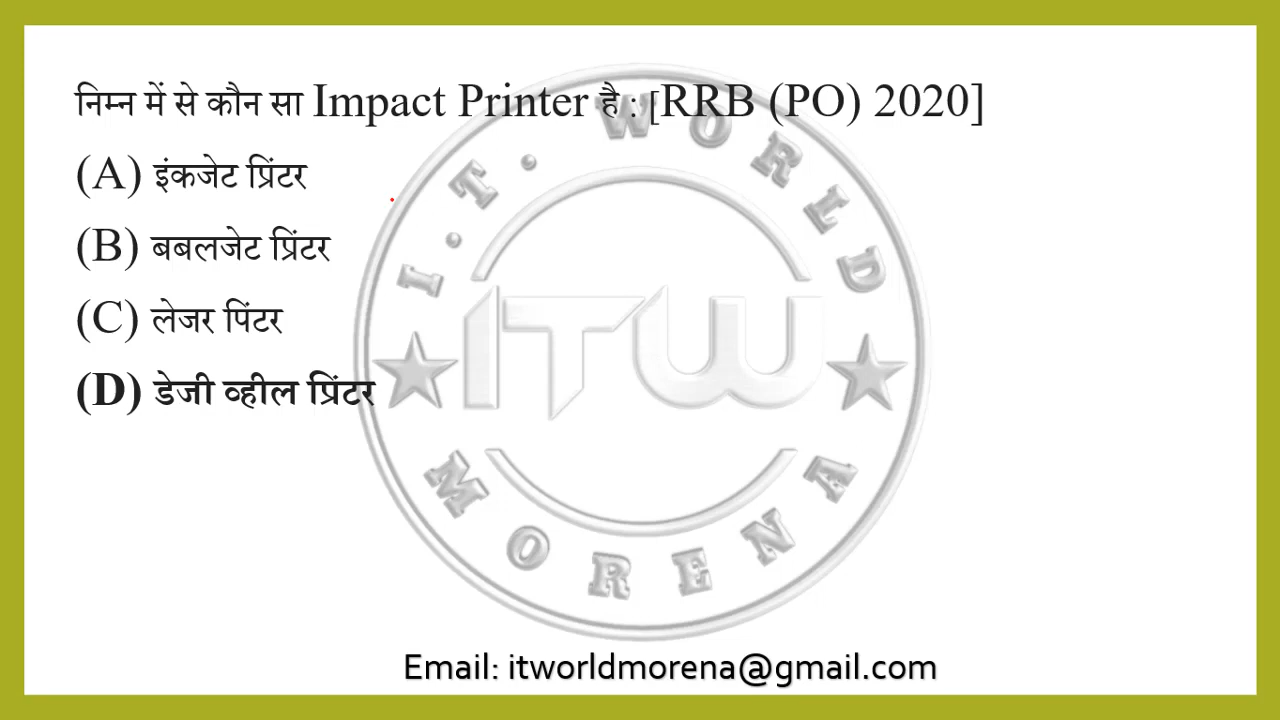 निम्न में से कौन सा Impact Printer है : [RRB (PO) 2020]
(A) इंकजेट प्रिंटर
(B) बबलजेट प्रिंटर
(C) लेजर पिंटर
(D) डेजी व्हील प्रिंटर
I.T. WORLD
ITW
MORENA
Email: itworldmorena@gmail.com